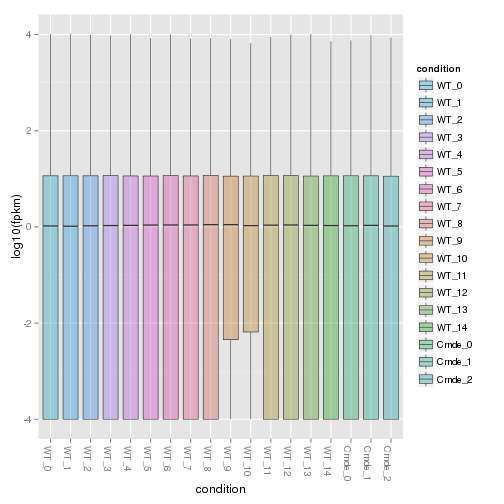 4
2
0
-2
-4
log10(fpkm)
WT_0
WT_1
WT_2
WT_3
WT_4
WT_5
WT_6
WT_7
WT_8
WT_9
WT_10
WT_11
WT_12
WT_13
WT_14
Cmde_0
Cmde_1
Cmde_2
condition
condition
WT_0
WT_1
WT_2
WT_3
WT_4
WT_5
WT_6
WT_7
WT_8
WT_9
WT_10
WT_11
WT_12
WT_13
WT_14
Cmde_0
Cmde_1
Cmde_2